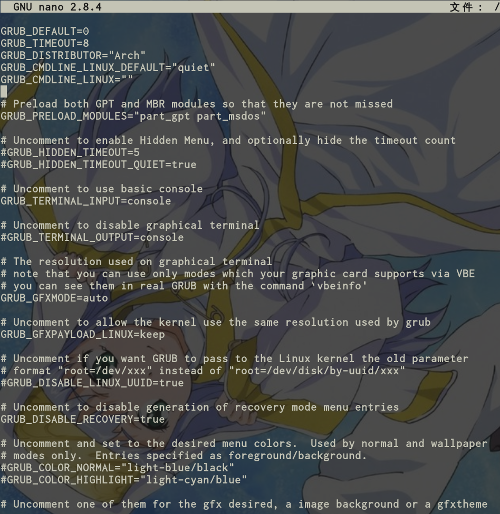 GNU nano 2.8.4 文件: /
GRUB_DEFAULT=0
GRUB_TIMEOUT=8
GRUB_DISTRIBUTOR="Arch"
GRUB_CMDLINE_LINUX_DEFAULT="quiet"
GRUB_CMDLINE_LINUX=""
# Preload both GPT and MBR modules so that they are not missed
GRUB_PRELOAD_MODULES="part_gpt part_msdos"
# Uncomment to enable Hidden Menu, and optionally hide the timeout count
#GRUB_HIDDEN_TIMEOUT=5
#GRUB_HIDDEN_TIMEOUT_QUIET=true
# Uncomment to use basic console
GRUB_TERMINAL_INPUT=console
# Uncomment to disable graphical terminal
#GRUB_TERMINAL_OUTPUT=console
# The resolution used on graphical terminal
# note that you can use only modes which your graphic card supports via VBE
# you can see them in real GRUB with the command `vbeinfo'
GRUB_GFXMODE=auto
# Uncomment to allow the kernel use the same resolution used by grub
GRUB_GFXPAYLOAD_LINUX=keep
# Uncomment if you want GRUB to pass to the Linux kernel the old parameter
# format "root=/dev/xxx" instead of "root=/dev/disk/by-uuid/xxx"
#GRUB_DISABLE_LINUX_UUID=true
# Uncomment to disable generation of recovery mode menu entries
GRUB_DISABLE_RECOVERY=true
# Uncomment and set to the desired menu colors.  Used by normal and wallpaper
# modes only.  Entries specified as foreground/background.
#GRUB_COLOR_NORMAL="light-blue/black"
#GRUB_COLOR_HIGHLIGHT="light-cyan/blue"
# Uncomment one of them for the gfx desired, a image background or a gfxtheme